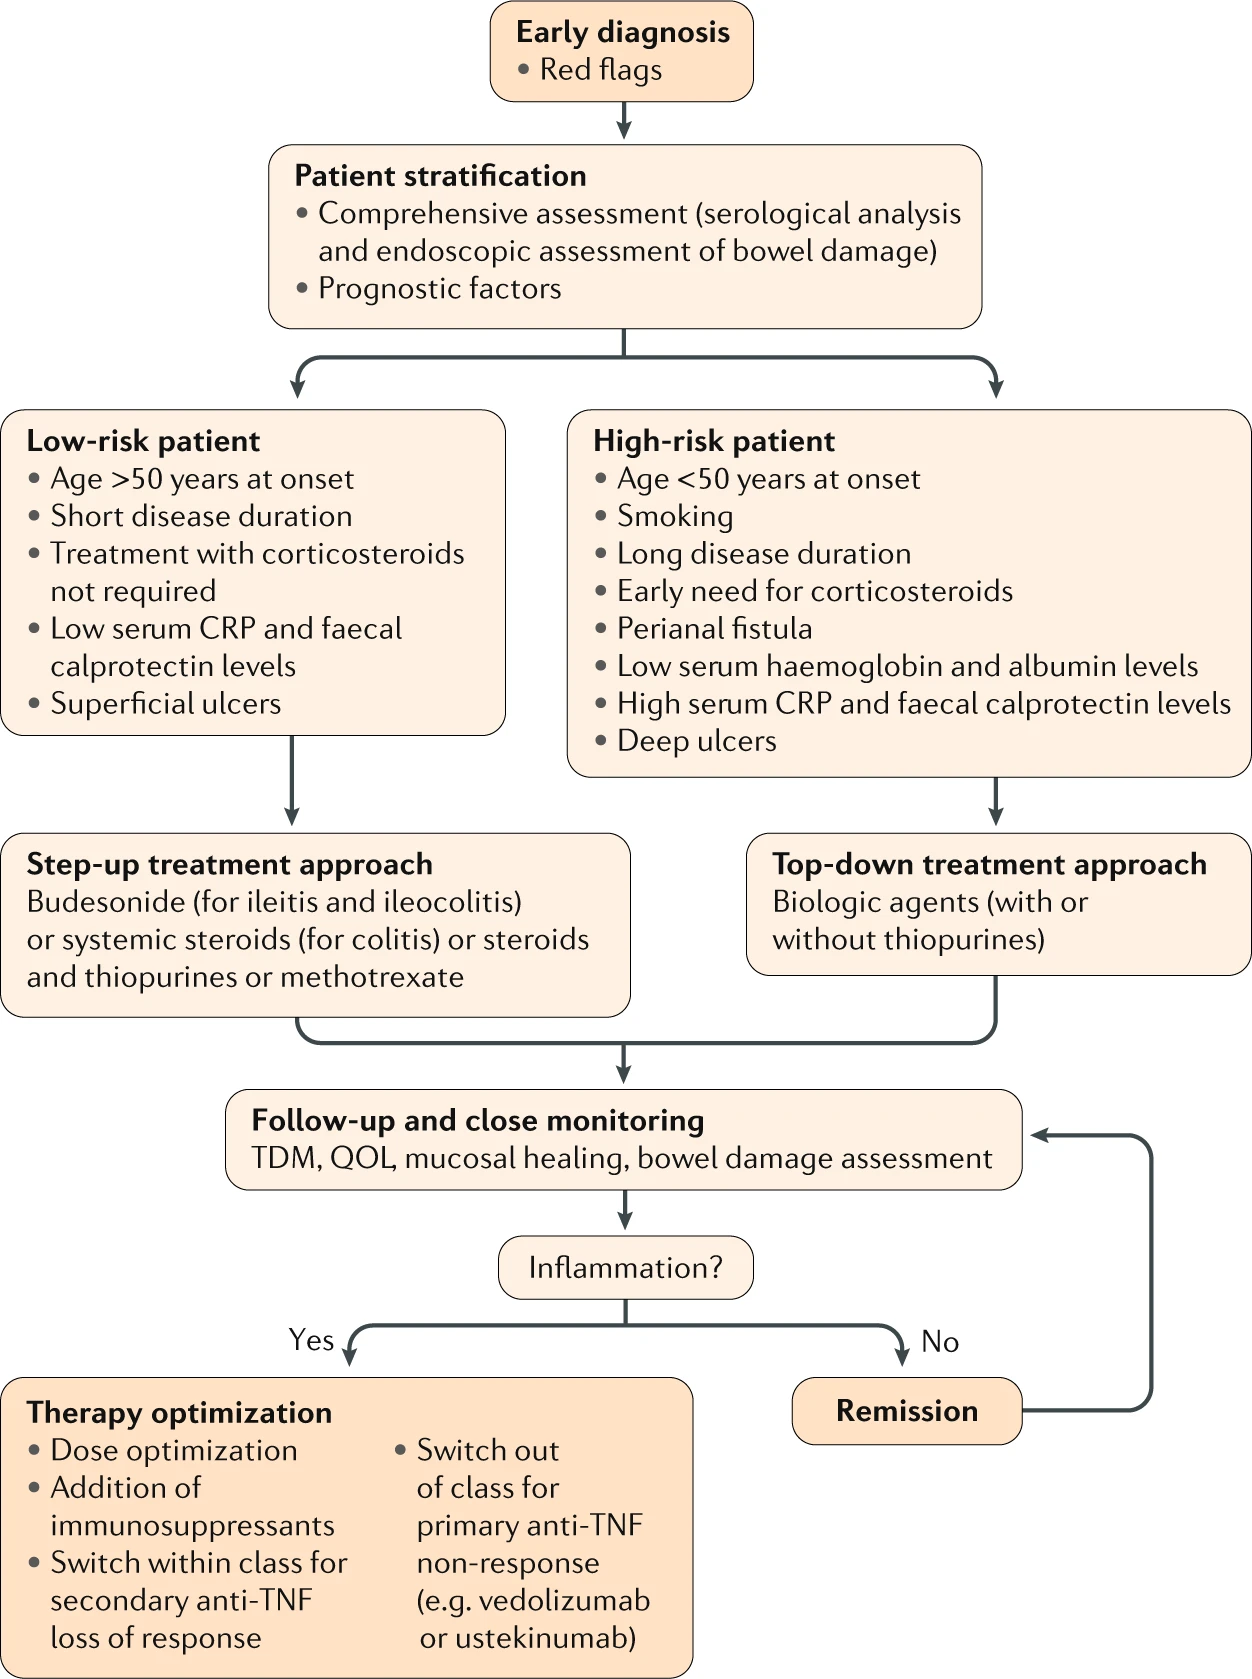 Early diagnosis
• Red flags
Patient stratification
• Comprehensive assessment (serological analysis
and endoscopic assessment of bowel damage)
• Prognostic factors
Low-risk patient
• Age >50 years at onset
• Short disease duration
• Treatment with corticosteroids
not required
• Low serum CRP and faecal
calprotectin levels
• Superficial ulcers
High-risk patient
• Age <50 years at onset
• Smoking
• Long disease duration
• Early need for corticosteroids
• Perianal fistula
• Low serum haemoglobin and albumin levels
• High serum CRP and faecal calprotectin levels
• Deep ulcers
Step-up treatment approach
Budesonide (for ileitis and ileocolitis)
or systemic steroids (for colitis) or steroids
and thiopurines or methotrexate
Top-down treatment approach
Biologic agents (with or
without thiopurines)
Follow-up and close monitoring
TDM, QOL, mucosal healing, bowel damage assessment
Inflammation?
Yes
No
Therapy optimization
• Dose optimization
• Addition of
immunosuppressants
• Switch within class for
secondary anti-TNF
loss of response
• Switch out
of class for
primary anti-TNF
non-response
(e.g. vedolizumab
or ustekinumab)
Remission